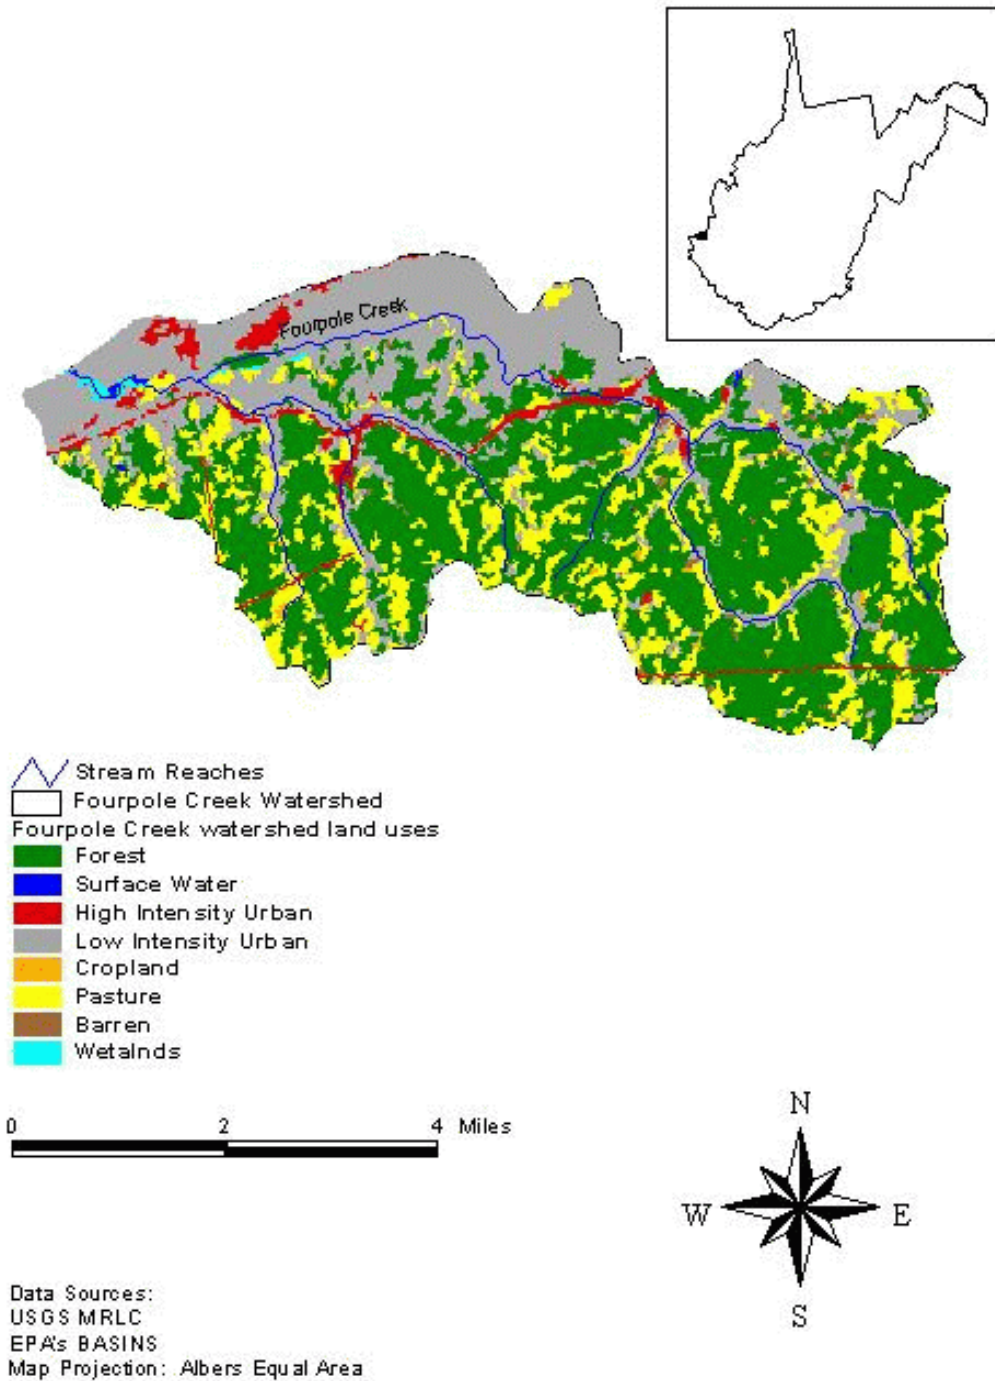 Fourpole Creek
Stream Reaches
Fourpole Creek Watershed
Fourpole Creek watershed land uses
Forest
Surface Water
High Intensity Urban
Low Intensity Urban
Cropland
Pasture
Barren
Wetalnds
0 2 4 Miles
N
W E
S
Data Sources:
USGS MRLC
EPA's BASINS
Map Projection: Albers Equal Area